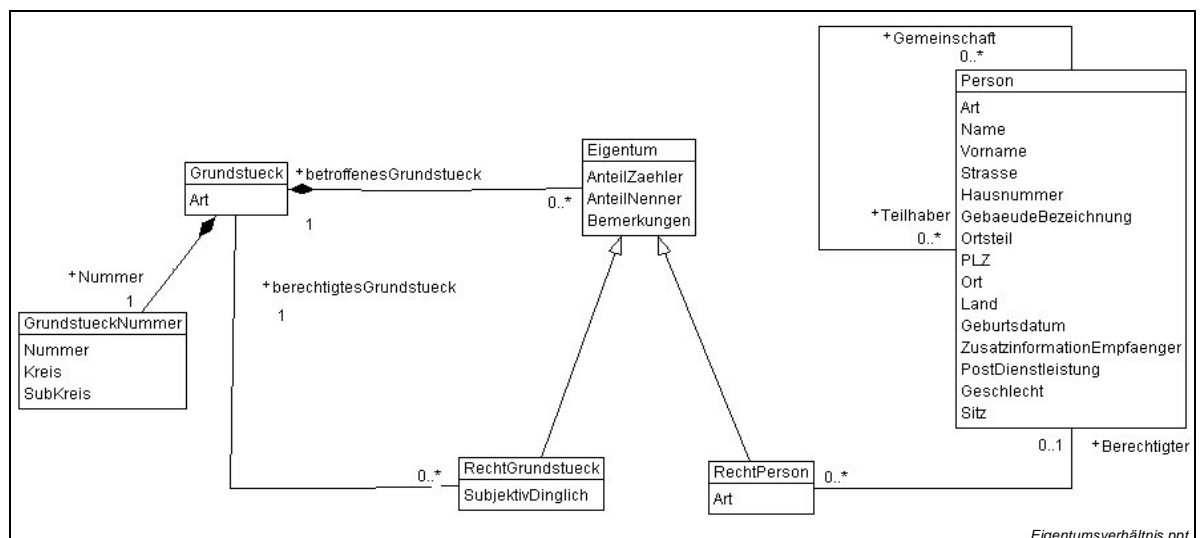 +Gemeinschaft
0..*
Person
Art
Name
Vorname
Strasse
Hausnummer
GebaeudeBezeichnung
Ortsteil
PLZ
Ort
Land
Geburtsdatum
ZusatzinformationEmpfaenger
PostDienstleistung
Geschlecht
Sitz
+Teilhaber
0..*
Eigentum
AnteilZaehler
AnteilNenner
Bemerkungen
Grundstueck
Art
+betroffenesGrundstueck
1
0..*
+Nummer
1
+berechtigtesGrundstueck
1
GrundstueckNummer
Nummer
Kreis
SubKreis
0..*
RechtGrundstueck
SubjektivDinglich
RechtPerson
Art
0..*
0..1
+Berechtigter
Eigentumsverhältnis.ppt